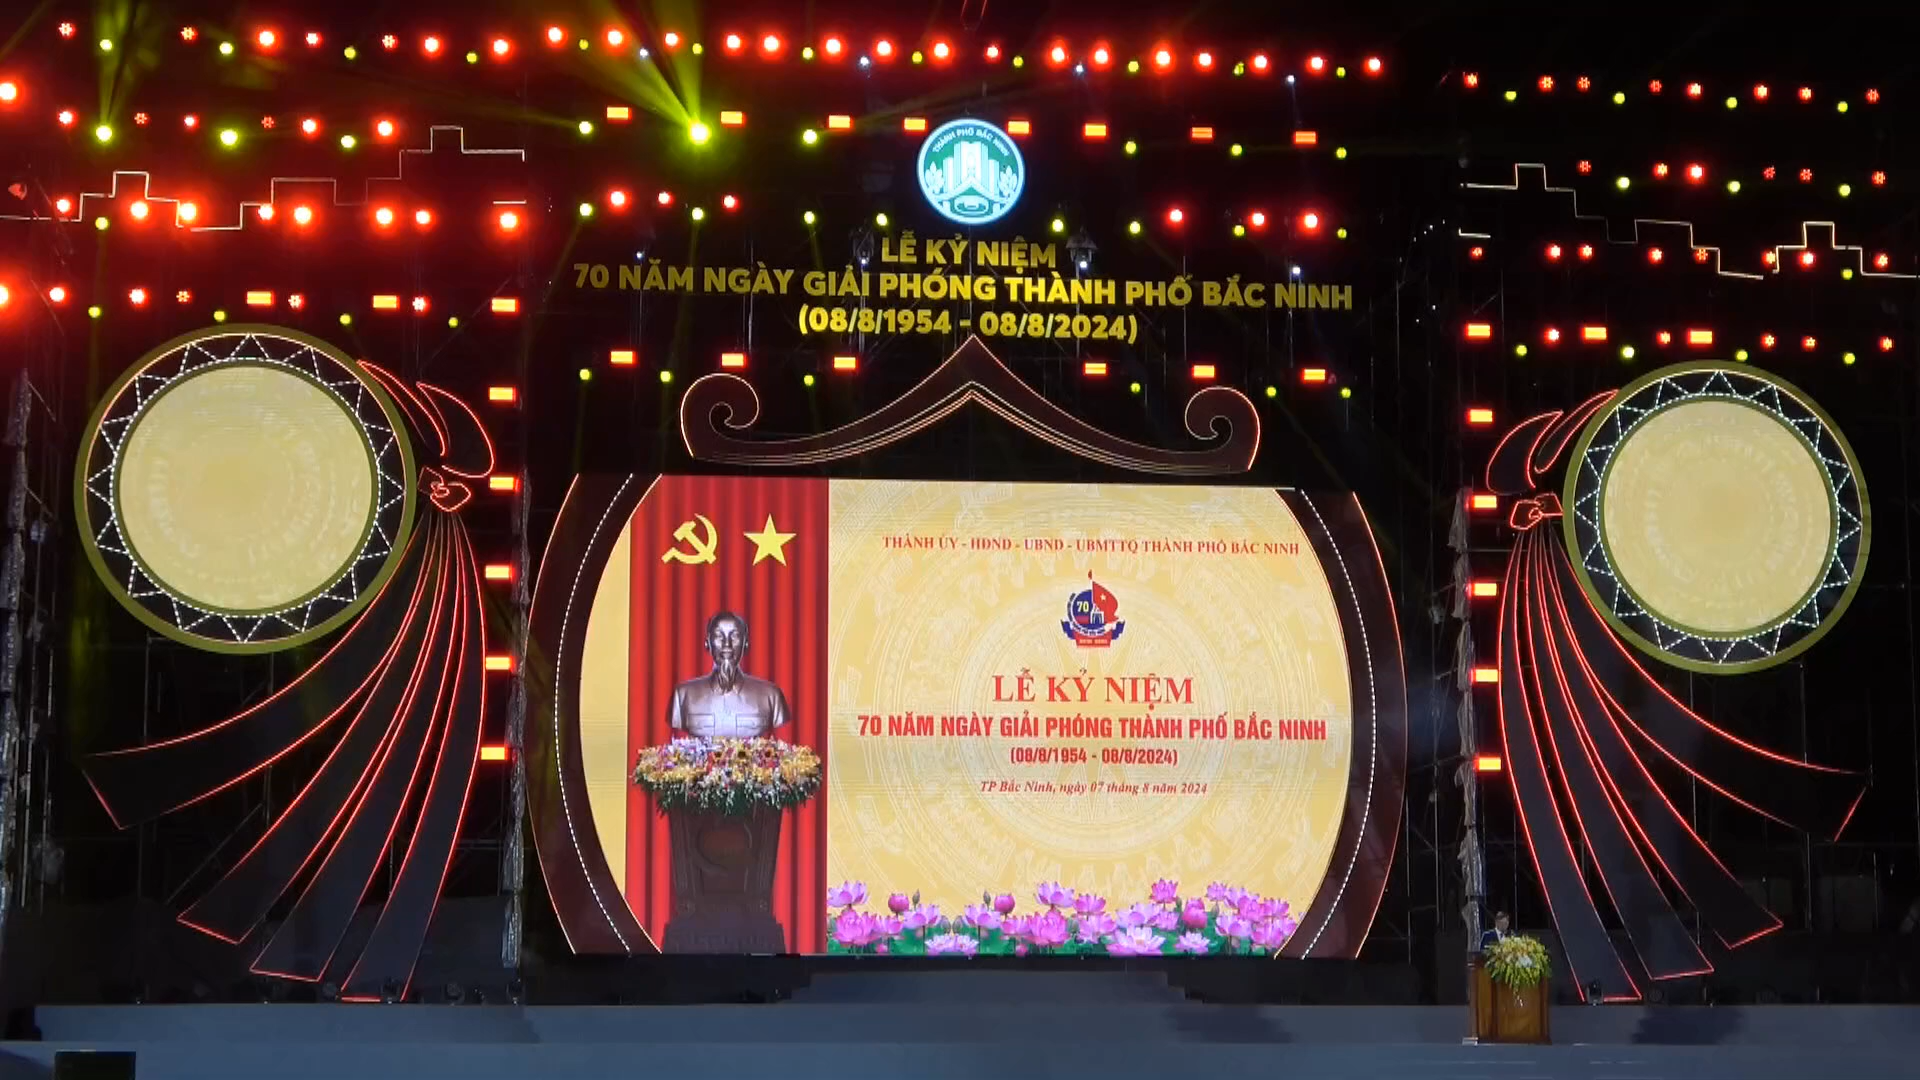 THÀNH PHỐ BẮC NINH
LỄ KỶ NIỆM
70 NĂM NGÀY GIẢI PHÓNG THÀNH PHỐ BẮC NINH
(08/8/1954 - 08/8/2024)
THÀNH ỦY - HĐND - UBND - UBMTTQ THÀNH PHỐ BẮC NINH
70
LỄ KỶ NIỆM
70 NĂM NGÀY GIẢI PHÓNG THÀNH PHỐ BẮC NINH
(08/8/1954 - 08/8/2024)
TP Bắc Ninh, ngày 07 tháng 8 năm 2024